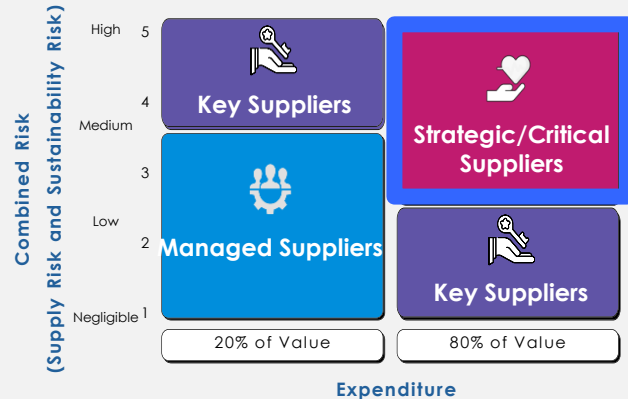 Combined Risk
(Supply Risk and Sustainability Risk)
High
5
4
Medium
3
Low
2
Negligible
1
Key Suppliers
Strategic/Critical
Suppliers
Managed Suppliers
Key Suppliers
20% of Value
80% of Value
Expenditure